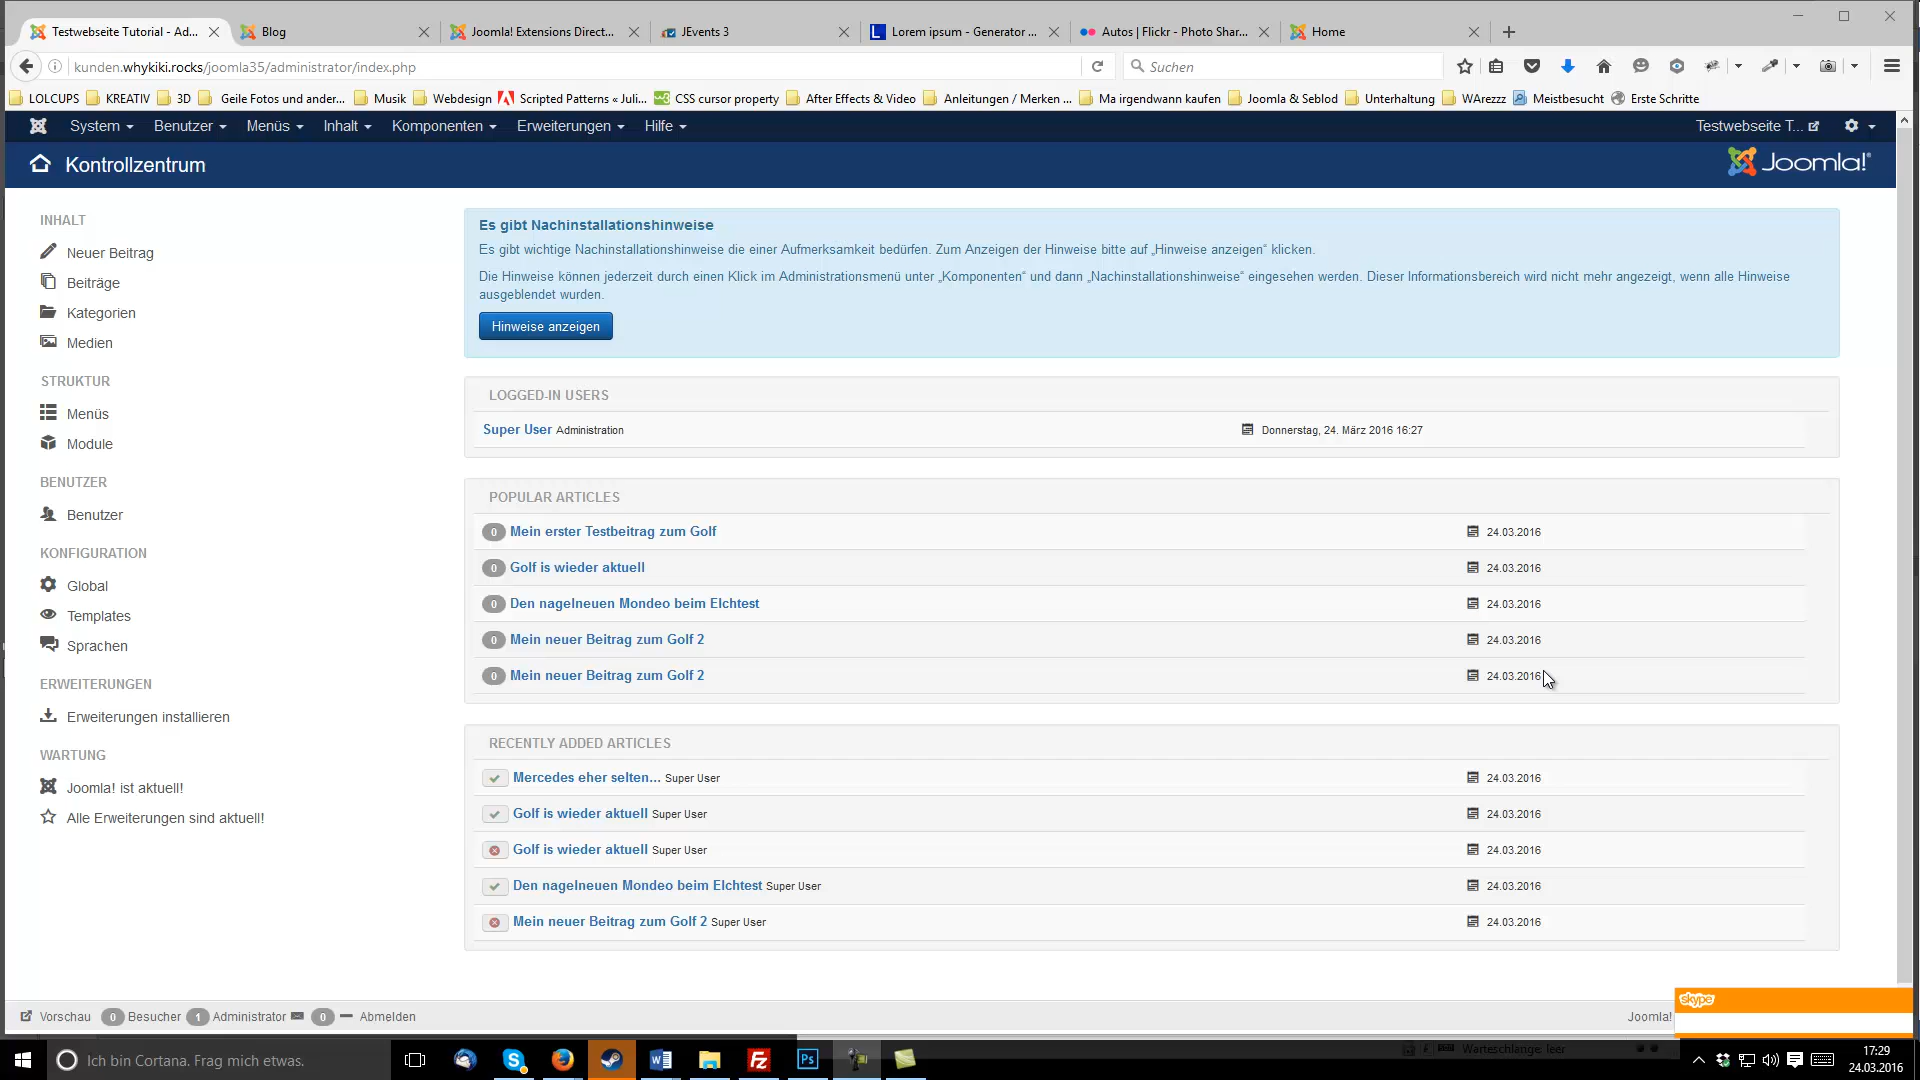 Testwebseite Tutorial - Ad...
Blog
Joomla! Extensions Direct...
JEvents 3
Lorem ipsum - Generator ...
Autos | Flickr - Photo Shar...
Home
kunden.whykiki.rocks/joomla35/administrator/index.php
Suchen
LOLCUPS
KREATIV
3D
Geile Fotos und ander...
Musik
Webdesign
Scripted Patterns « Juli...
CSS cursor property
After Effects & Video
Anleitungen / Merken ...
Ma irgendwann kaufen
Joomla & Seblod
Unterhaltung
WArezzz
Meistbesucht
Erste Schritte
System
Benutzer
Menüs
Inhalt
Komponenten
Erweiterungen
Hilfe
Testwebseite T...
Kontrollzentrum
Joomla!®
INHALT
Neuer Beitrag
Beiträge
Kategorien
Medien
STRUKTUR
Menüs
Module
BENUTZER
Benutzer
KONFIGURATION
Global
Templates
Sprachen
ERWEITERUNGEN
Erweiterungen installieren
WARTUNG
Joomla! ist aktuell!
Alle Erweiterungen sind aktuell!
Es gibt Nachinstallationshinweise
Es gibt wichtige Nachinstallationshinweise die einer Aufmerksamkeit bedürfen. Zum Anzeigen der Hinweise bitte auf „Hinweise anzeigen“ klicken.
Die Hinweise können jederzeit durch einen Klick im Administrationsmenü unter „Komponenten“ und dann „Nachinstallationshinweise“ eingesehen werden. Dieser Informationsbereich wird nicht mehr angezeigt, wenn alle Hinweise
ausgeblendet wurden.
Hinweise anzeigen
LOGGED-IN USERS
Super User Administration
Donnerstag, 24. März 2016 16:27
POPULAR ARTICLES
0 Mein erster Testbeitrag zum Golf 24.03.2016
0 Golf is wieder aktuell 24.03.2016
0 Den nagelneuen Mondeo beim Elchtest 24.03.2016
0 Mein neuer Beitrag zum Golf 2 24.03.2016
0 Mein neuer Beitrag zum Golf 2 24.03.2016
RECENTLY ADDED ARTICLES
Mercedes eher selten... Super User 24.03.2016
Golf is wieder aktuell Super User 24.03.2016
Golf is wieder aktuell Super User 24.03.2016
Den nagelneuen Mondeo beim Elchtest Super User 24.03.2016
Mein neuer Beitrag zum Golf 2 Super User 24.03.2016
Vorschau 0 Besucher 1 Administrator 0 Abmelden
Joomla!
skype
Ich bin Cortana. Frag mich etwas.
Warteschlange: leer
17:29
24.03.2016